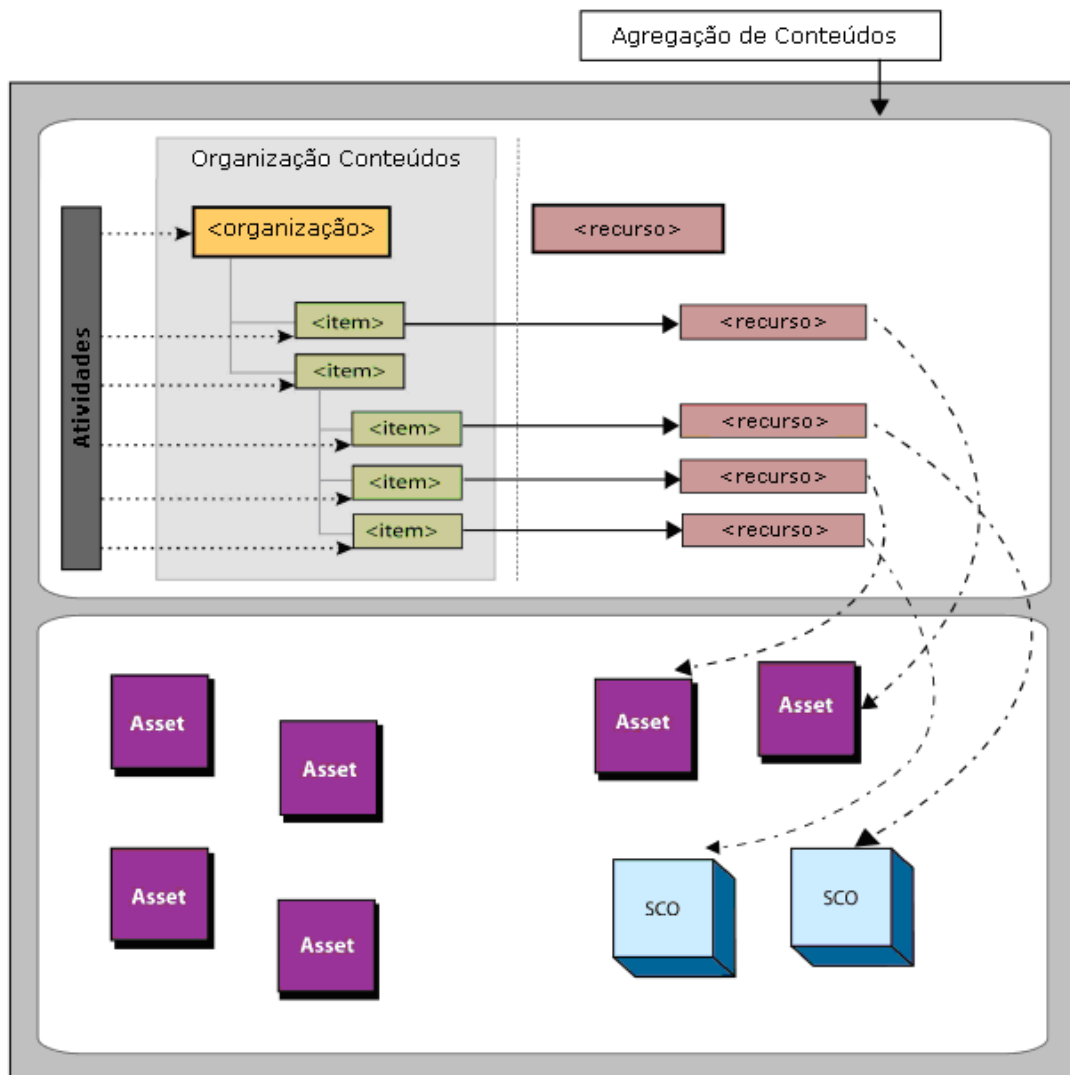 Agregação de Conteúdos
Organização Conteúdos
Atividades
<organização>
<recurso>
<item>
<recurso>
<item>
<item>
<recurso>
<item>
<recurso>
<item>
<recurso>
Asset
Asset
Asset
Asset
Asset
Asset
SCO
SCO